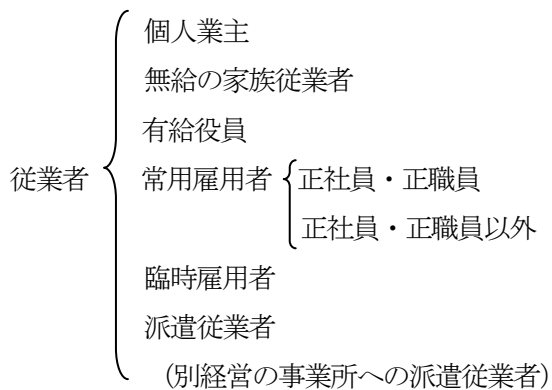 個人業主
無給の家族従業者
有給役員
従業者
常用雇用者
正社員・正職員
正社員・正職員以外
臨時雇用者
派遣従業者
(別経営の事業所への派遣従業者)